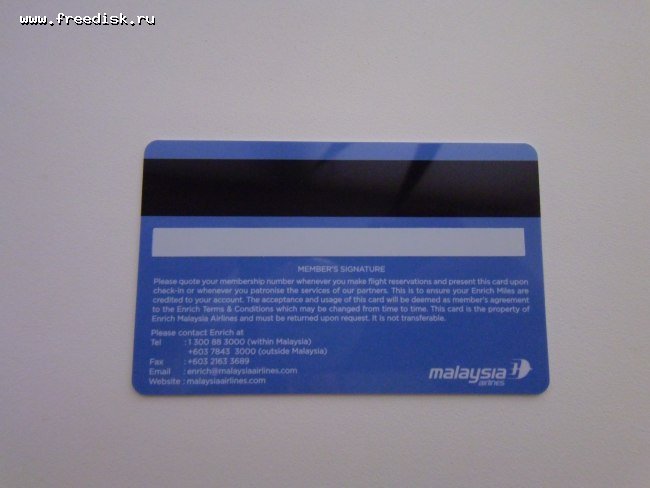 www.freedisk.ru
MEMBER'S SIGNATURE
Please quote your membership number whenever you make flight reservations and present this card upon
check-in or whenever you patronise the services of our partners. This is to ensure your Enrich Miles are
credited to your account. The acceptance and usage of this card will be deemed as member's agreement
to the Enrich Terms & Conditions which may be changed from time to time. This card is the property of
Enrich Malaysia Airlines and must be returned upon request. It is not transferable.
Please contact Enrich at
Tel : 1 300 88 3000 (within Malaysia)
+603 7843 3000 (outside Malaysia)
Fax : +603 2163 3689
Email : enrich@malaysiaairlines.com
Website : malaysiaairlines.com
malaysia
airlines